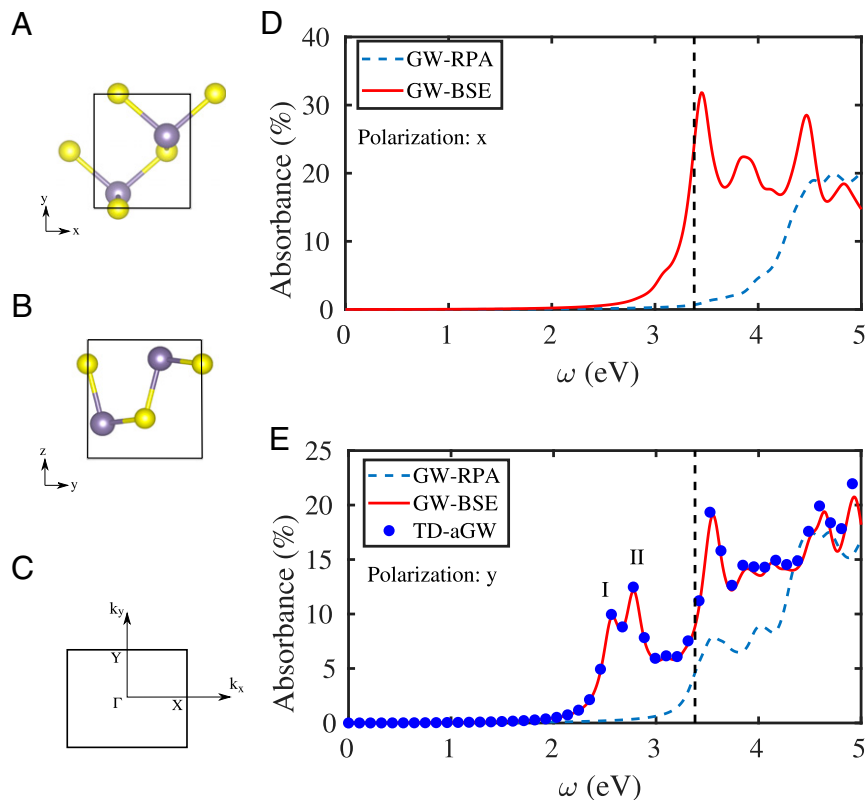 A
y
x
B
z
y
C
ky
Y
Γ
X
kx
D
40
30
20
10
0
Absorbance (%)
GW-RPA
GW-BSE
Polarization: x
0
1
2
3
4
5
ω (eV)
E
25
20
15
10
5
0
Absorbance (%)
GW-RPA
GW-BSE
TD-aGW
Polarization: y
I
II
0
1
2
3
4
5
ω (eV)